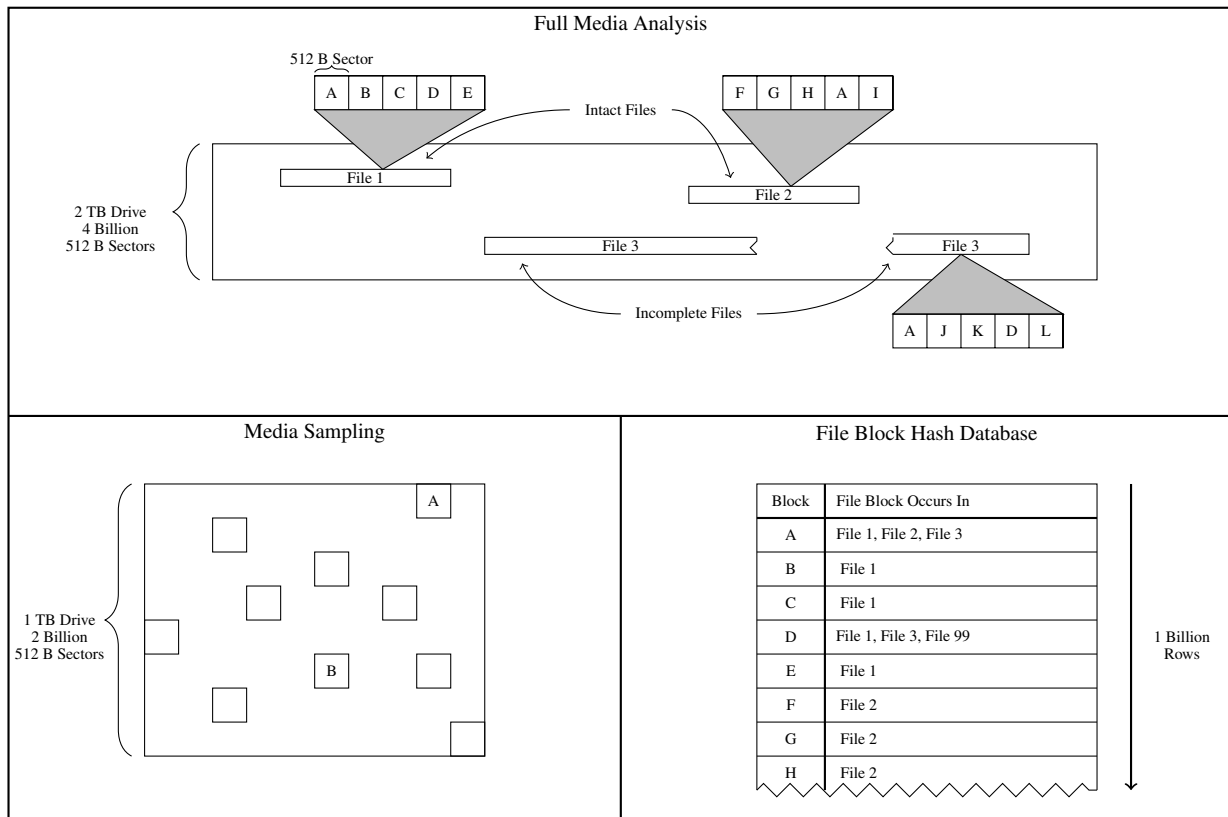 Full Media Analysis
512 B Sector
A B C D E
F G H A I
Intact Files
File 1
File 2
2 TB Drive
4 Billion
512 B Sectors
File 3
File 3
Incomplete Files
A J K D L
Media Sampling
A
B
1 TB Drive
2 Billion
512 B Sectors
File Block Hash Database
Block File Block Occurs In
A File 1, File 2, File 3
B File 1
C File 1
D File 1, File 3, File 99
E File 1
F File 2
G File 2
H File 2
1 Billion
Rows